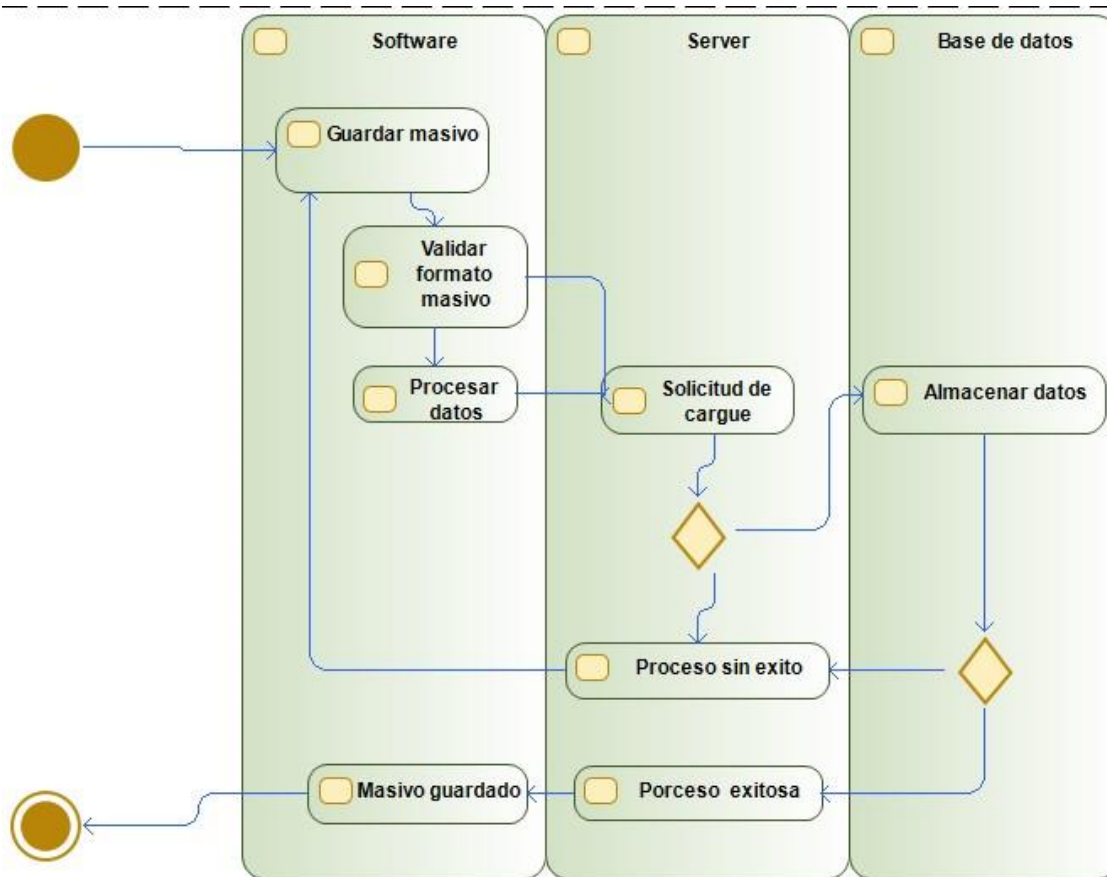 Software
Server
Base de datos
Guardar masivo
Validar
formato
masivo
Procesar
datos
Solicitud de
cargue
Almacenar datos
Proceso sin exito
Masivo guardado
Porceso exitosa